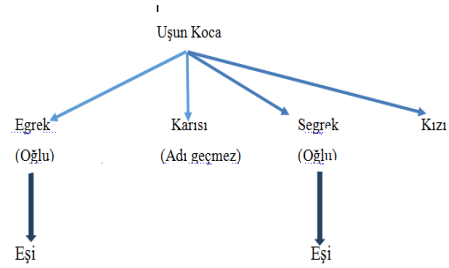 Uşun Koca
Egrek Karısı Segrek Kızı
(Oğlu) (Adı geçmez) (Oğlu)
Eşi Eşi